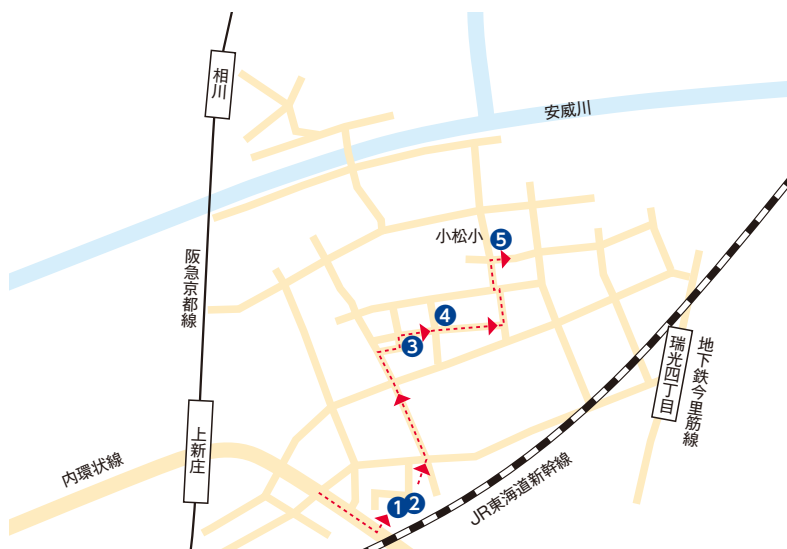 相川
安威川
阪急京都線
小松小
5
4
3
地下鉄今里筋線
瑞光四丁目
上新庄
内環状線
1
2
JR東海道新幹線